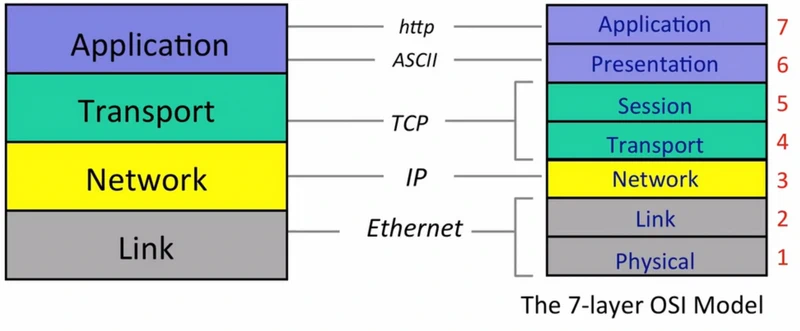 Application
Transport
Network
Link
http
ASCII
TCP
IP
Ethernet
Application 7
Presentation 6
Session 5
Transport 4
Network 3
Link 2
Physical 1
The 7-layer OSI Model